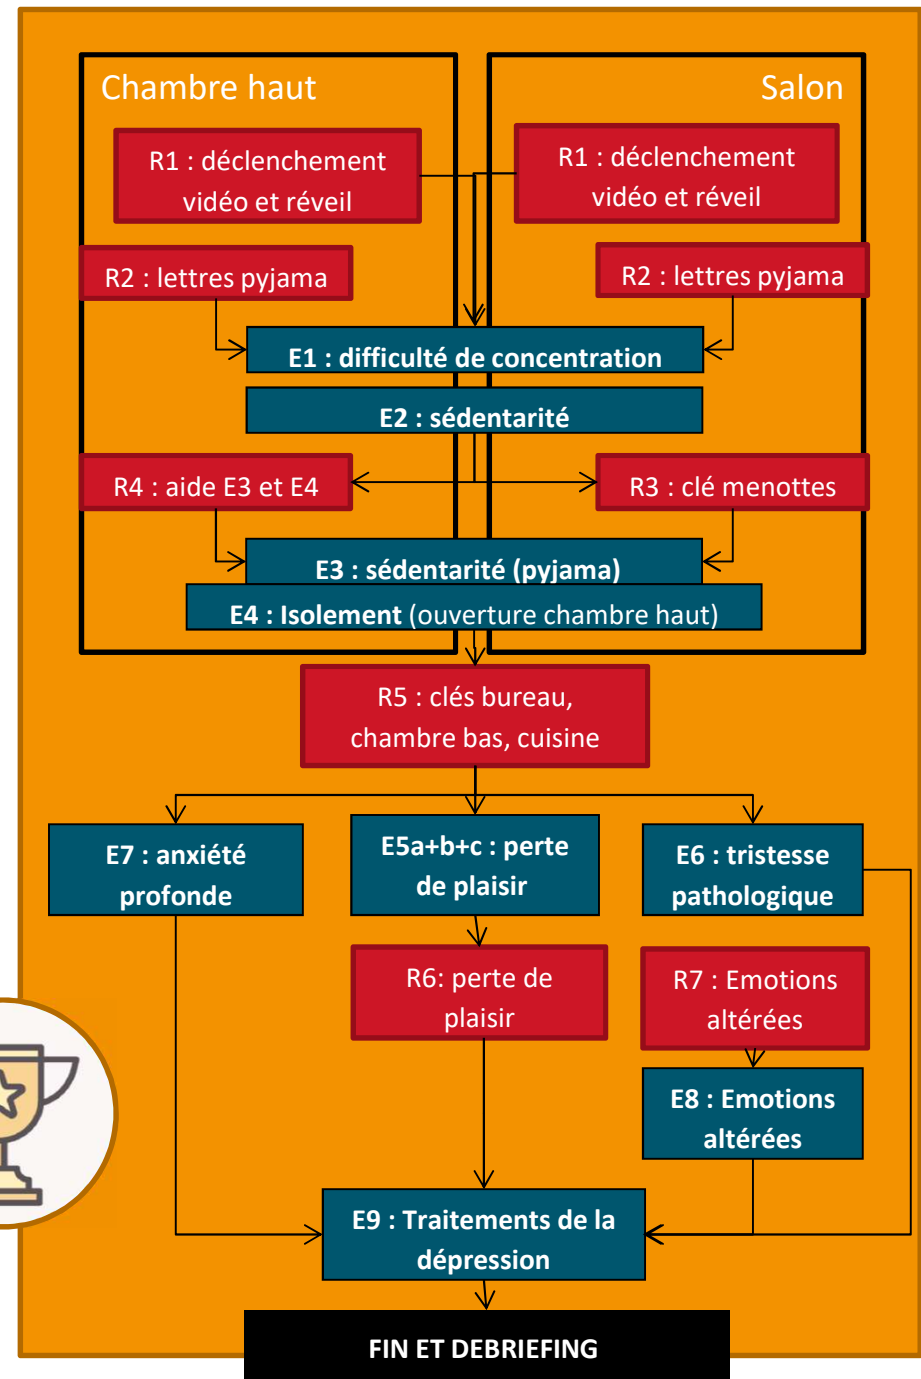 Chambre haut
Salon
R1 : déclenchement
vidéo et réveil
R1 : déclenchement
vidéo et réveil
R2 : lettres pyjama
R2 : lettres pyjama
E1 : difficulté de concentration
E2 : sédentarité
R4 : aide E3 et E4
R3 : clé menottes
E3 : sédentarité (pyjama)
E4 : Isolement (ouverture chambre haut)
R5 : clés bureau,
chambre bas, cuisine
E7 : anxiété
profonde
E5a+b+c : perte
de plaisir
E6 : tristesse
pathologique
R6: perte de
plaisir
R7 : Emotions
altérées
E8 : Emotions
altérées
E9 : Traitements de la
dépression
FIN ET DEBRIEFING